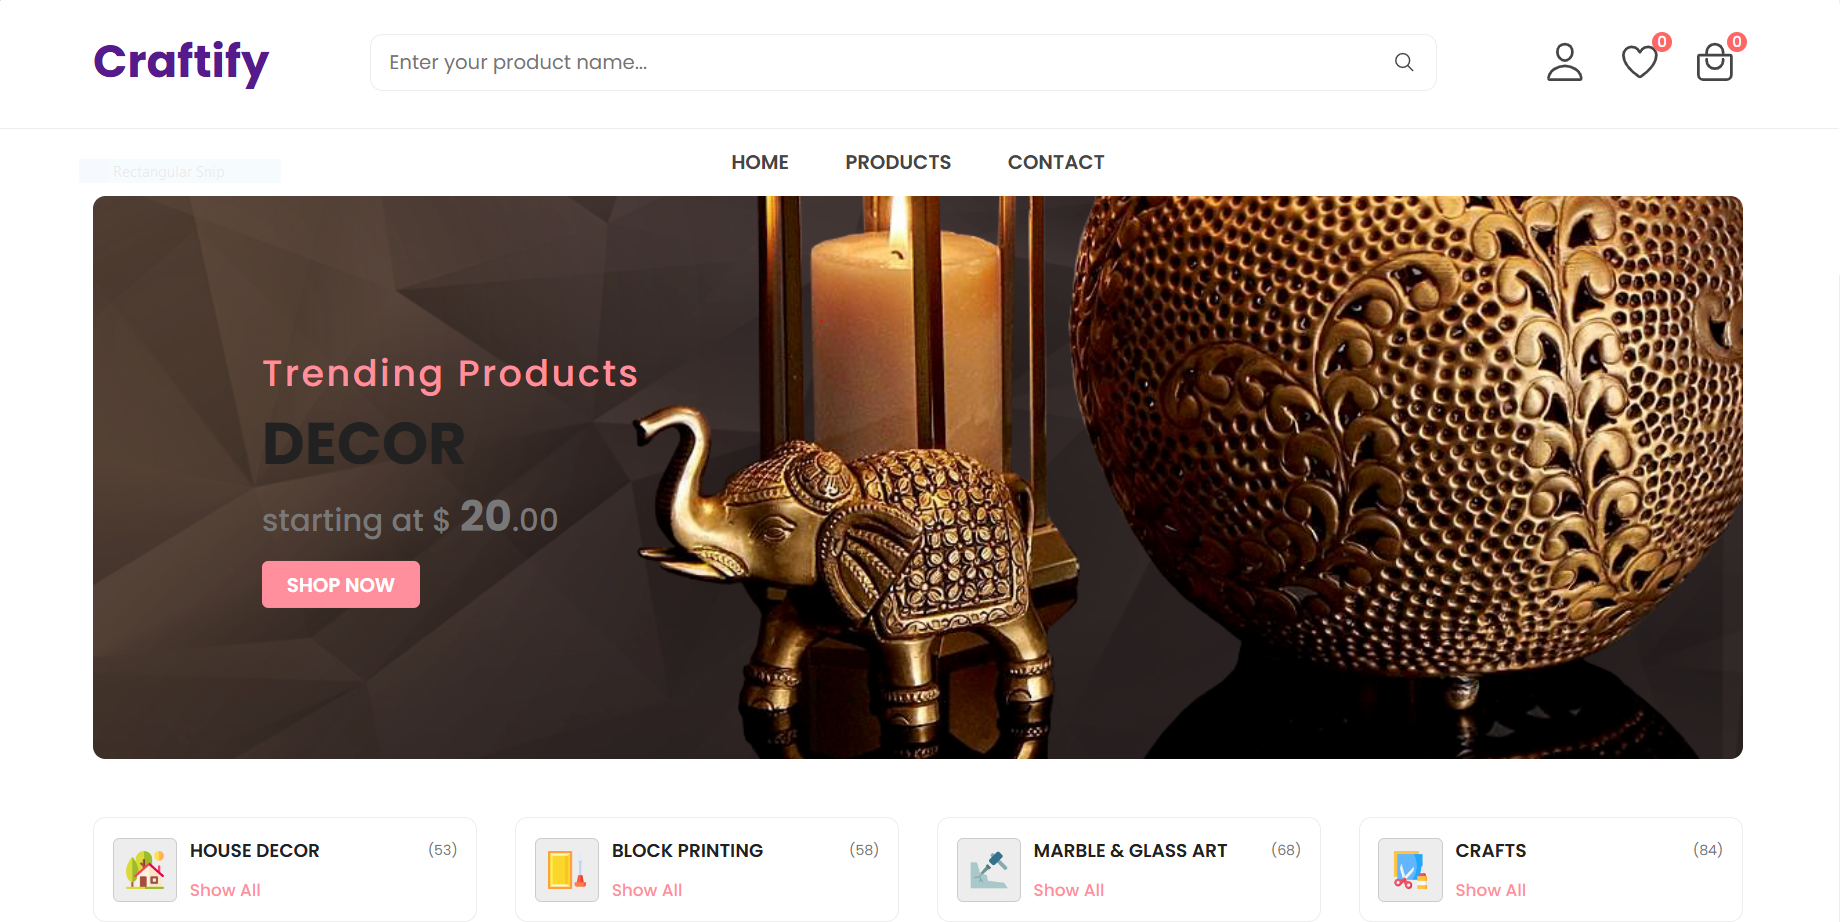 Craftify
Enter your product name...
0
0
HOME PRODUCTS CONTACT
Rectangular Snip
Trending Products
DECOR
starting at $ 20.00
SHOP NOW
HOUSE DECOR (53)
Show All
BLOCK PRINTING (58)
Show All
MARBLE & GLASS ART (68)
Show All
CRAFTS (84)
Show All